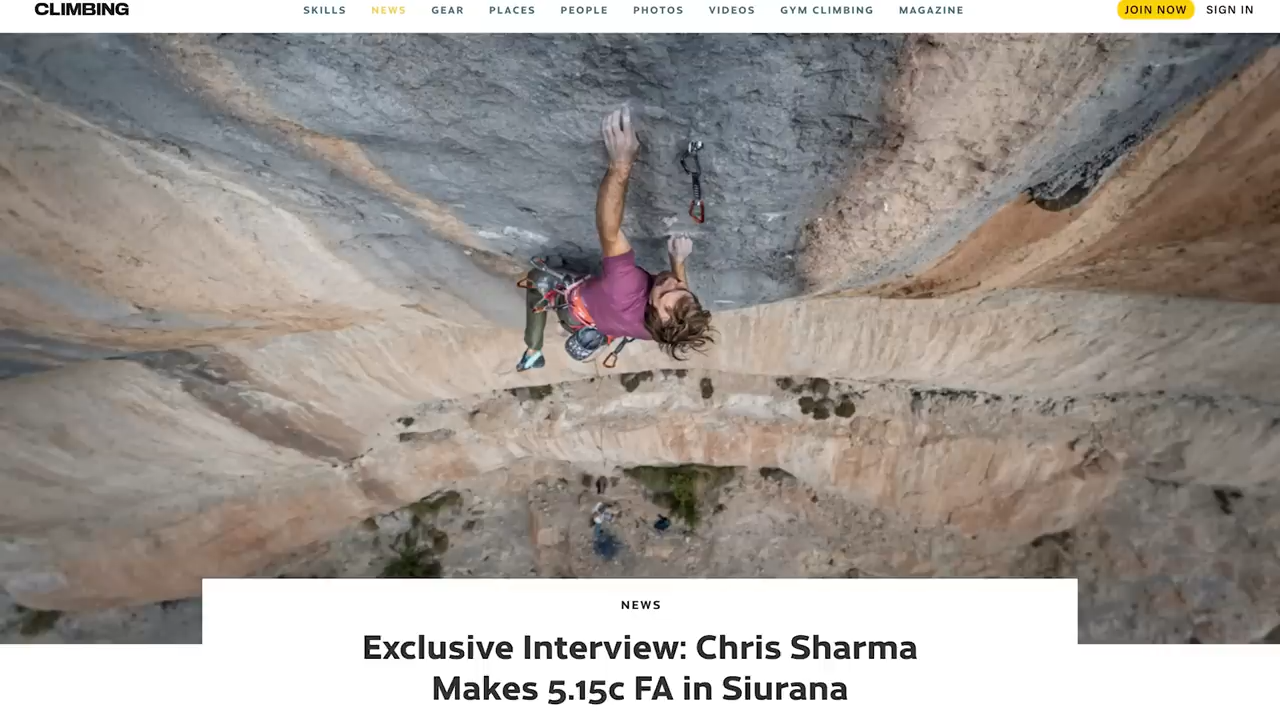 CLIMBING
SKILLS NEWS GEAR PLACES PEOPLE PHOTOS VIDEOS GYM CLIMBING MAGAZINE
JOIN NOW SIGN IN
NEWS
Exclusive Interview: Chris Sharma
Makes 5.15c FA in Siurana